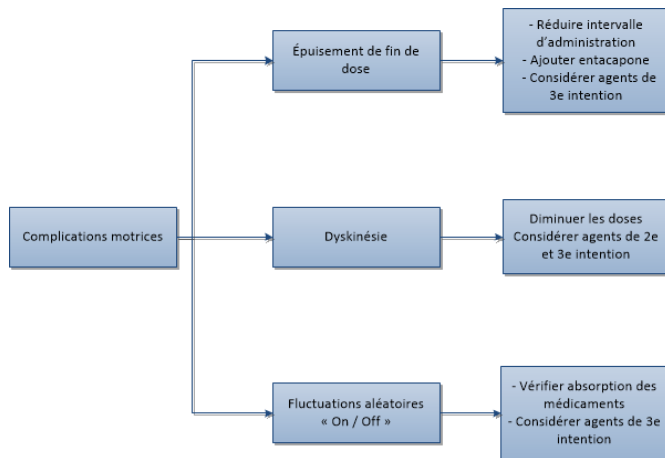 Complications motrices
Épuisement de fin de
dose
- Réduire intervalle
d’administration
- Ajouter entacapone
- Considérer agents de
3e intention
Dyskinésie
Diminuer les doses
Considérer agents de 2e
et 3e intention
Fluctuations aléatoires
« On / Off »
- Vérifier absorption des
médicaments
- Considérer agents de 3e
intention